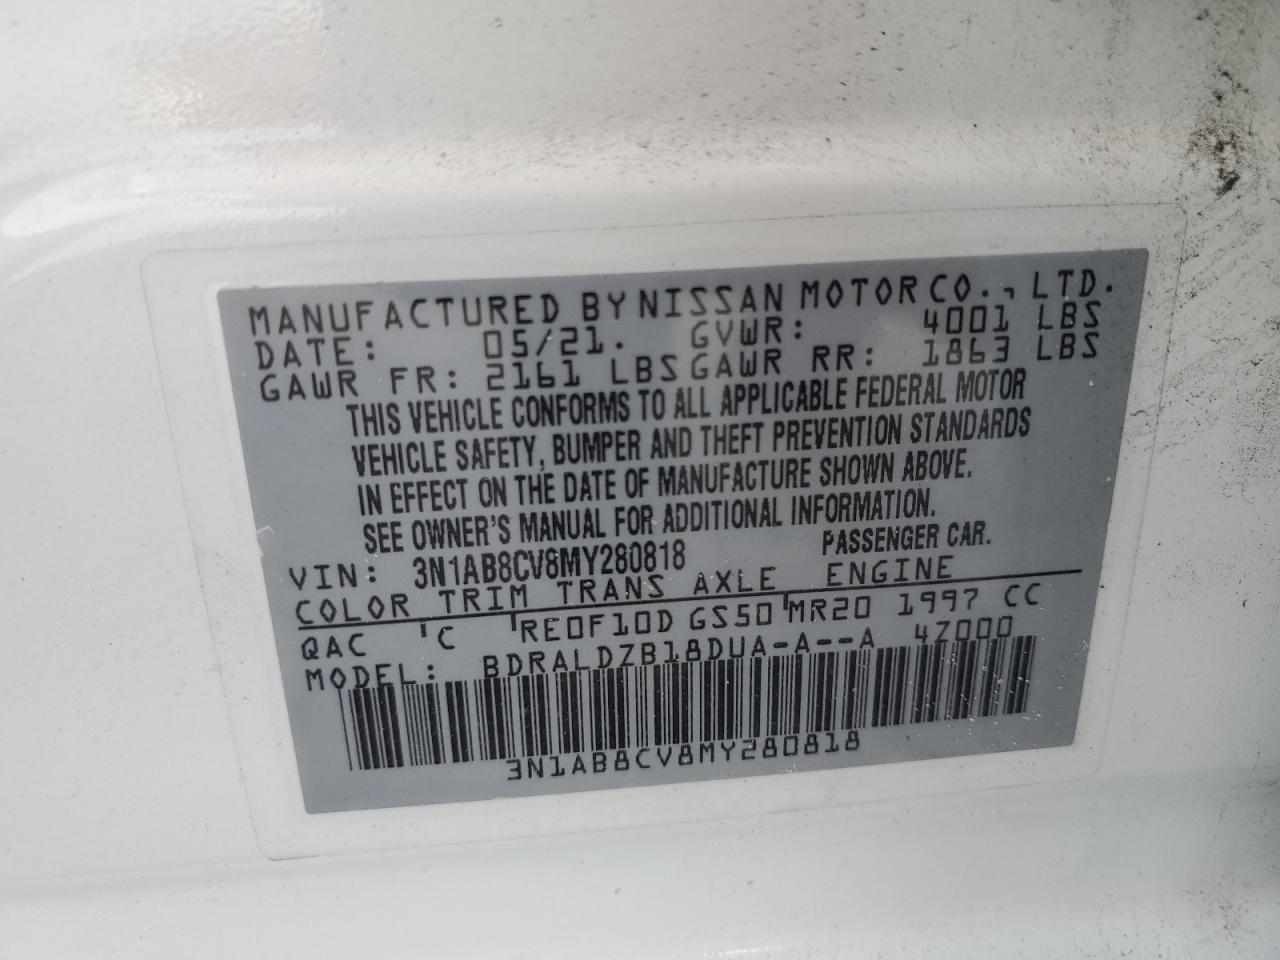 MANUFACTURED BY NISSAN MOTOR CO., LTD.
DATE: 05/21. GVWR: 4001 LBS
GAWR FR: 2161 LBS GAWR RR: 1863 LBS
THIS VEHICLE CONFORMS TO ALL APPLICABLE FEDERAL MOTOR
VEHICLE SAFETY, BUMPER AND THEFT PREVENTION STANDARDS
IN EFFECT ON THE DATE OF MANUFACTURE SHOWN ABOVE.
SEE OWNER'S MANUAL FOR ADDITIONAL INFORMATION.
VIN: 3N1AB8CV8MY280818 PASSENGER CAR.
COLOR TRIM TRANS AXLE ENGINE
QAC 'C 'RE0F10D GS50 'MR20 1997 CC
MODEL: BDRALDZB18DUA-A--A 4Z000
3N1AB8CV8MY280818